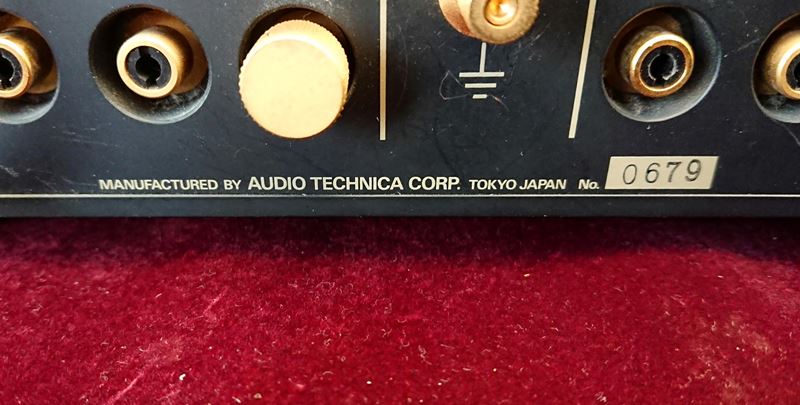 MANUFACTURED BY AUDIO TECHNICA CORP. TOKYO JAPAN No. 0679